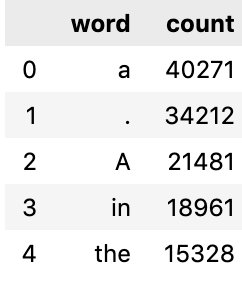 word count
0 a 40271
1 . 34212
2 A 21481
3 in 18961
4 the 15328